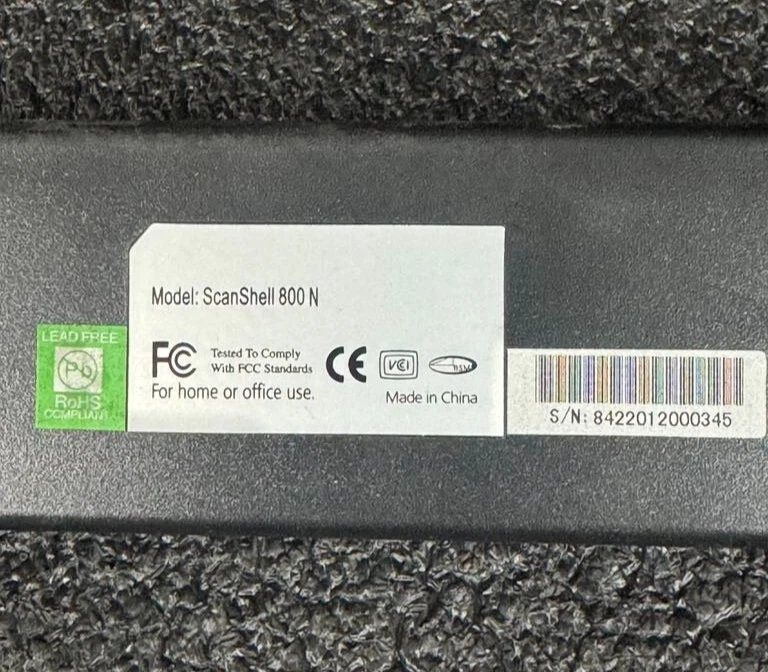 Model: ScanShell 800 N
LEAD FREE
Pb
RoHS
COMPLIANT
FC Tested To Comply
With FCC Standards
CE
VCI
BSMI
For home or office use.
Made in China
S/N: 8422012000345